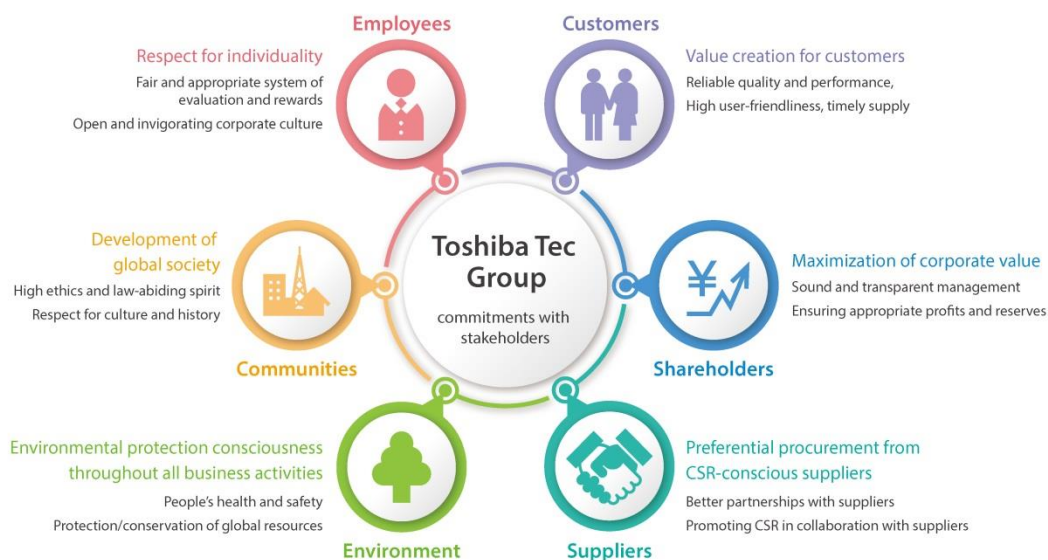 Employees
Respect for individuality
Fair and appropriate system of
evaluation and rewards
Open and invigorating corporate culture
Customers
Value creation for customers
Reliable quality and performance,
High user-friendliness, timely supply
Toshiba Tec
Group
commitments with
stakeholders
Development of
global society
High ethics and law-abiding spirit
Respect for culture and history
Communities
¥
Maximization of corporate value
Sound and transparent management
Ensuring appropriate profits and reserves
Shareholders
Environmental protection consciousness
throughout all business activities
People’s health and safety
Protection/conservation of global resources
Environment
Preferential procurement from
CSR-conscious suppliers
Better partnerships with suppliers
Promoting CSR in collaboration with suppliers
Suppliers